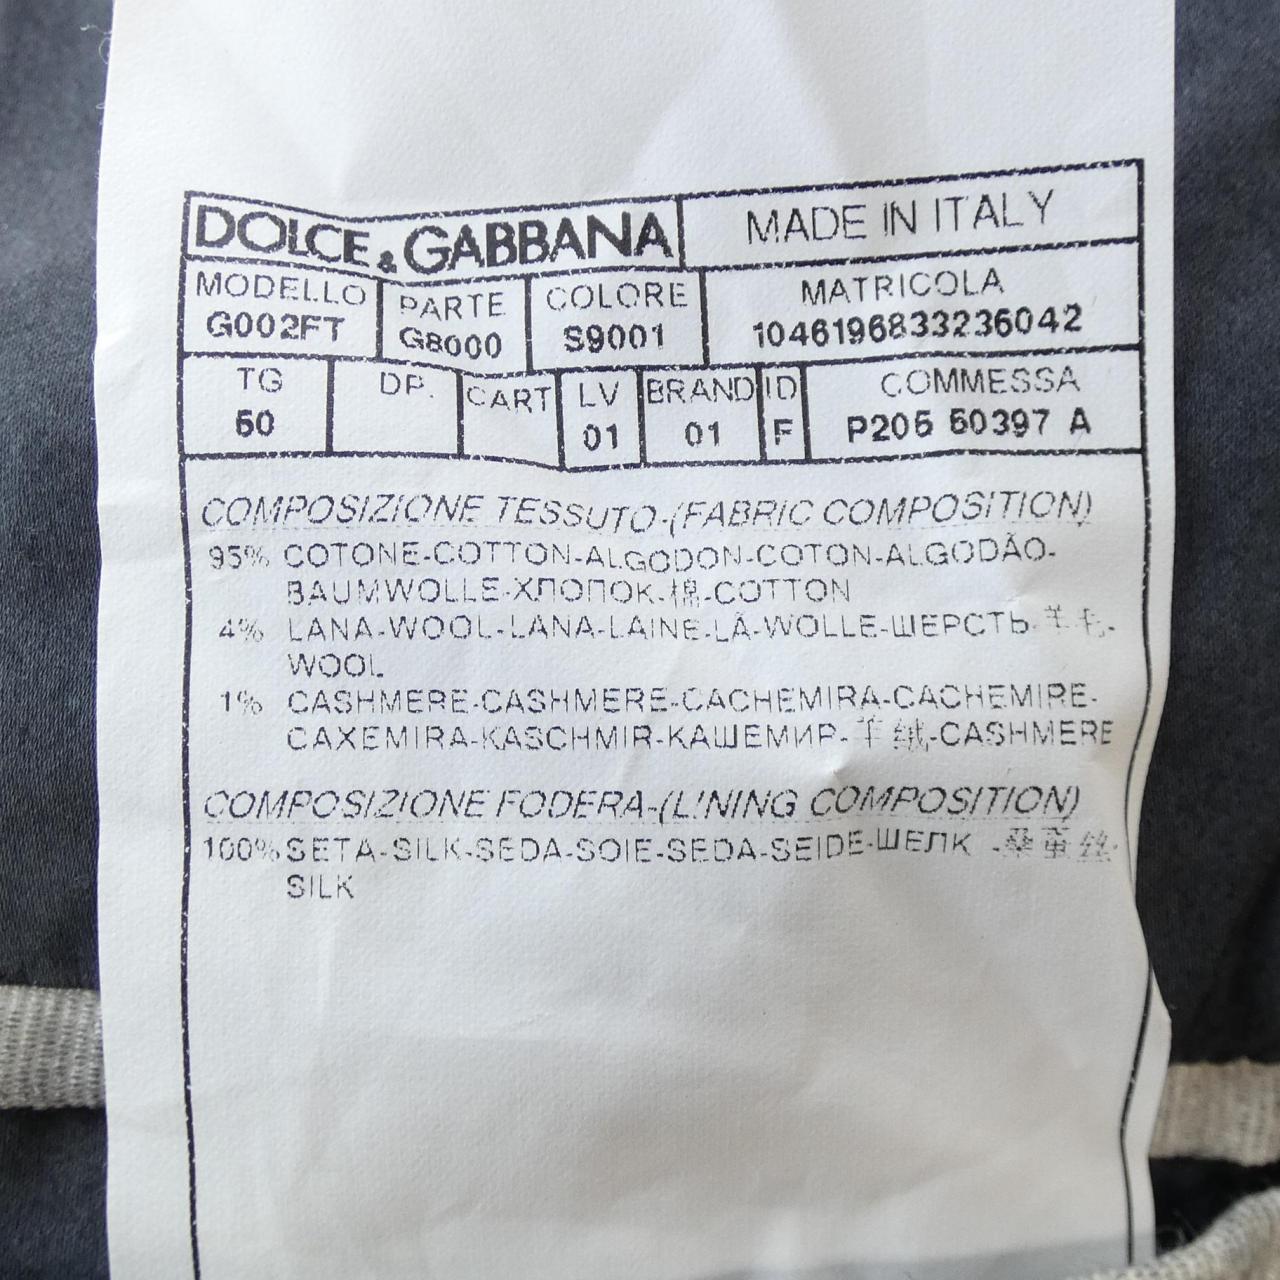 DOLCE & GABBANA MADE IN ITALY
MODELLO PARTE COLORE MATRICOLA
G002FT G8000 S9001 1046196833236042
TG DP. CART LV BRAND ID COMMESSA
50 01 01 F P205 50397 A
COMPOSIZIONE TESSUTO-(FABRIC COMPOSITION)
95% COTONE-COTTON-ALGODON-COTON-ALGODÃO-
BAUMWOLLE-ХЛОПОК-棉-COTTON
4% LANA-WOOL-LANA-LAINE-LÃ-WOLLE-ШЕРСТЬ-羊毛-
WOOL
1% CASHMERE-CASHMERE-CACHEMIRA-CACHEMIRE-
CAXEMIRA-KASCHMIR-КАШЕМИР-羊绒-CASHMERE
COMPOSIZIONE FODERA-(LINING COMPOSITION)
100% SETA-SILK-SEDA-SOIE-SEDA-SEIDE-ШЕЛК -桑蚕丝-
SILK